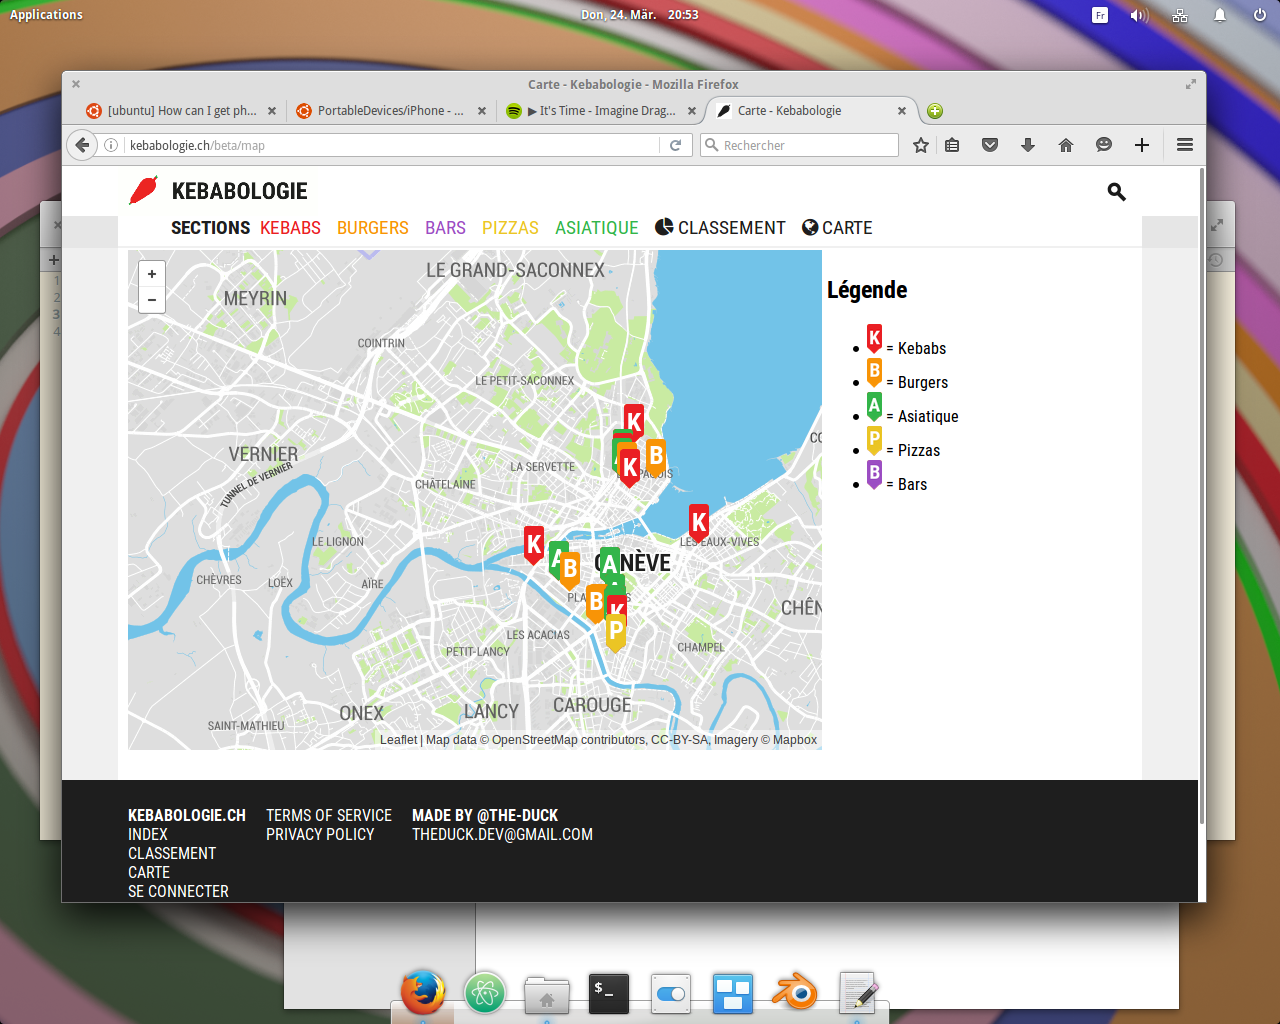 Applications
Don, 24. Mär. 20:53
Fr
Carte - Kebabologie - Mozilla Firefox
[ubuntu] How can I get ph...
PortableDevices/iPhone - ...
▶ It's Time - Imagine Drag...
Carte - Kebabologie
kebabologie.ch/beta/map
Rechercher
KEBABOLOGIE
SECTIONS KEBABS BURGERS BARS PIZZAS ASIATIQUE CLASSEMENT CARTE
+
−
LE GRAND-SACONNEX
MEYRIN
COINTRIN
LE PETIT-SACONNEX
VERNIER
TUNNEL DE VERNIER
LA SERVETTE
CHÂTELAINE
LE LIGNON
LES EAUX-VIVES
CHÈVRES
LOËX
AÏRE
LES ACACIAS
PETIT-LANCY
CHAMPEL
ONEX
LANCY
CAROUGE
SAINT-MATHIEU
K
K
B
K
K
A
B
A
B
K
P
Leaflet | Map data © OpenStreetMap contributors, CC-BY-SA, Imagery © Mapbox
Légende
K = Kebabs
B = Burgers
A = Asiatique
P = Pizzas
B = Bars
1
2
3
4
KEBABOLOGIE.CH
INDEX
CLASSEMENT
CARTE
SE CONNECTER
TERMS OF SERVICE
PRIVACY POLICY
MADE BY @THE-DUCK
THEDUCK.DEV@GMAIL.COM
$_